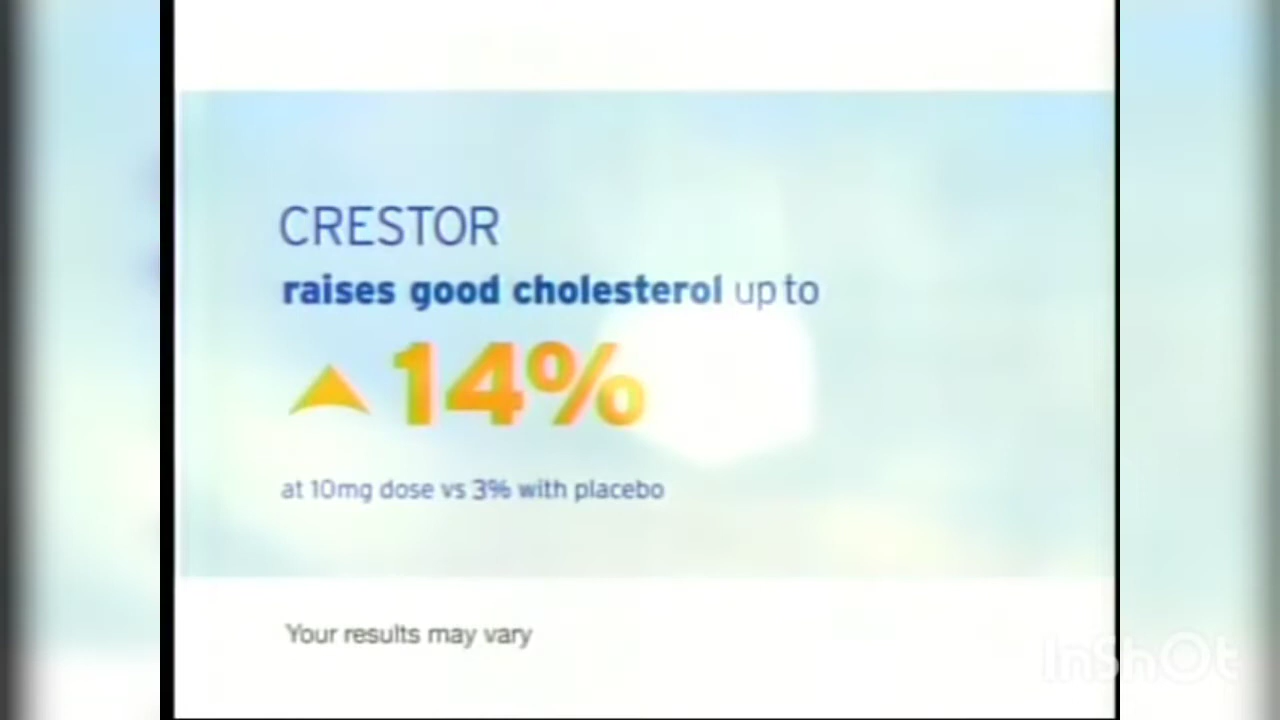 CRESTOR
raises good cholesterol up to
14%
at 10mg dose vs 3% with placebo
Your results may vary
InShOt